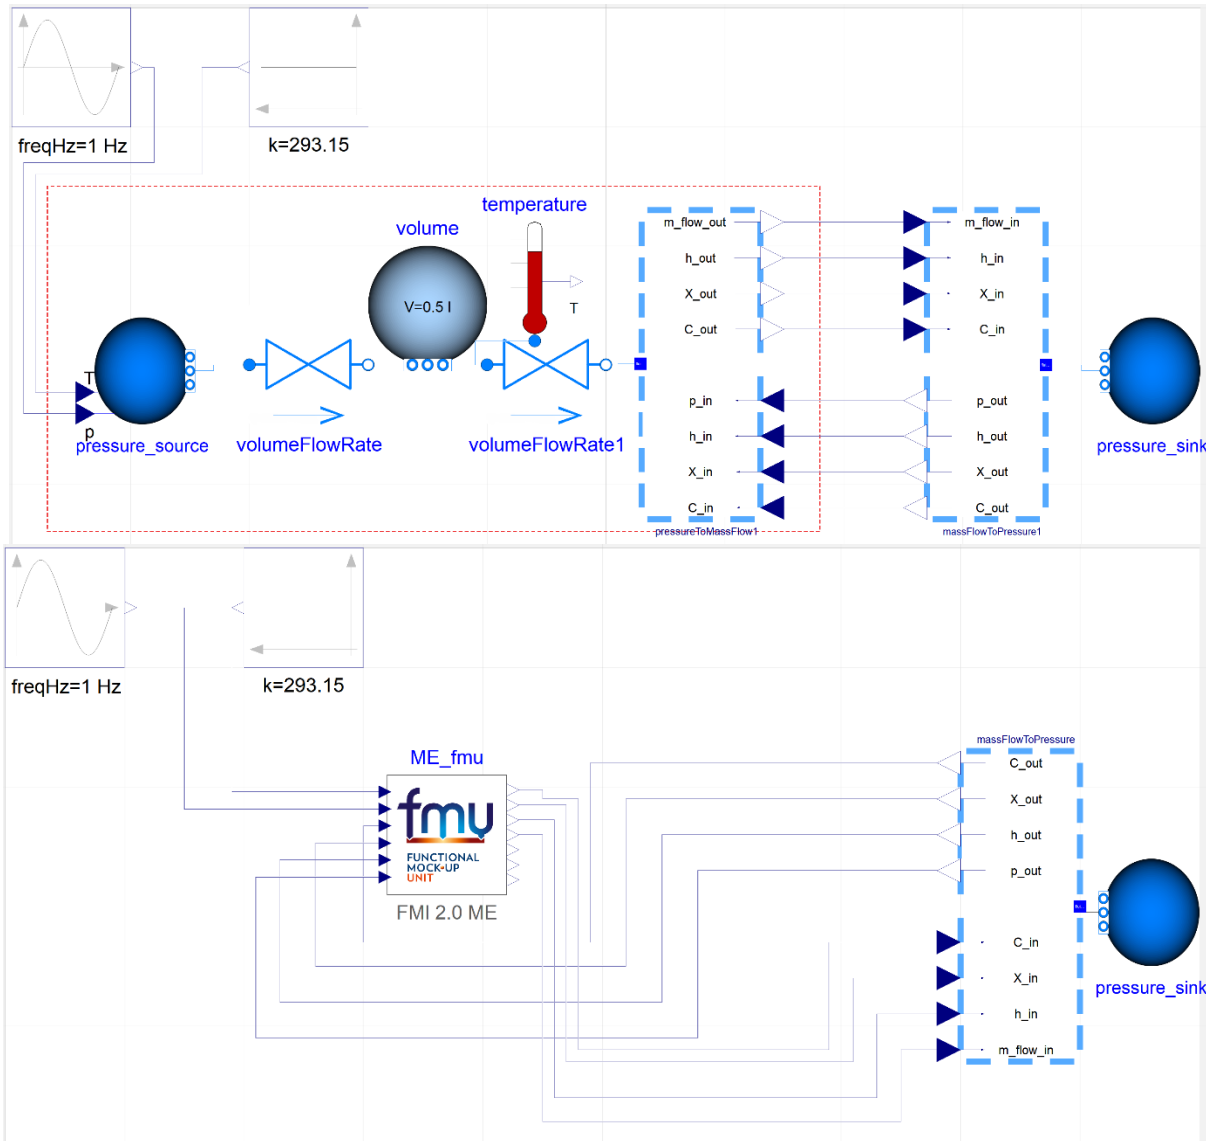 freqHz=1 Hz
k=293.15
temperature
volume
V=0.5 l
T
T
p
pressure_source
volumeFlowRate
volumeFlowRate1
m_flow_out
h_out
X_out
C_out
p_in
h_in
X_in
C_in
pressureToMassFlow1
m_flow_in
h_in
X_in
C_in
p_out
h_out
X_out
C_out
massFlowToPressure1
pressure_sink
freqHz=1 Hz
k=293.15
ME_fmu
fmu
FUNCTIONAL
MOCK-UP
UNIT
FMI 2.0 ME
massFlowToPressure
C_out
X_out
h_out
p_out
C_in
X_in
h_in
m_flow_in
pressure_sink